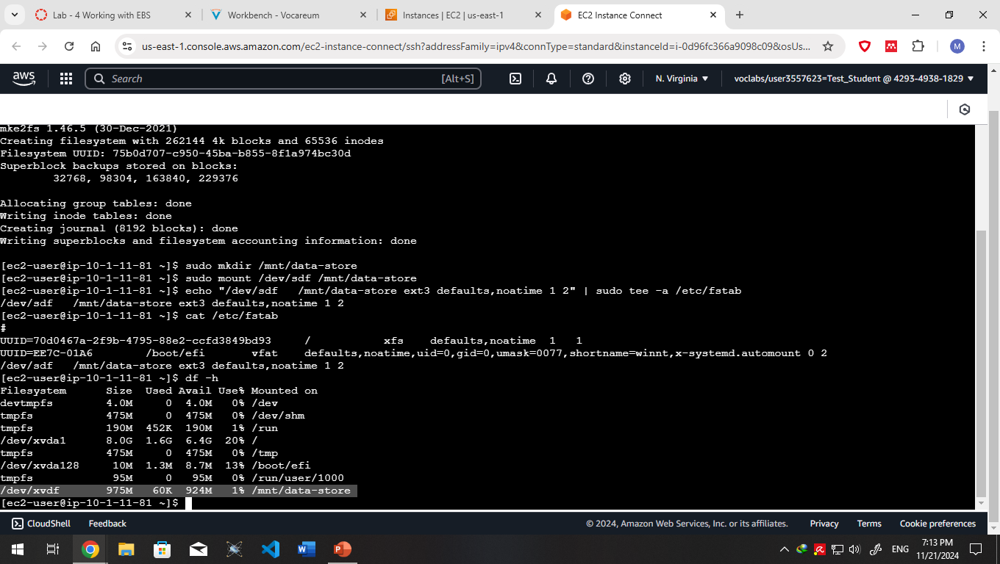 Lab - 4 Working with EBS
Workbench - Vocareum
Instances | EC2 | us-east-1
EC2 Instance Connect
us-east-1.console.aws.amazon.com/ec2-instance-connect/ssh?addressFamily=ipv4&connType=standard&instanceId=i-0d96fc366a9098c09&osUs...
M
aws
Search
[Alt+S]
N. Virginia
voclabs/user3557623=Test_Student @ 4293-4938-1829
mke2fs 1.46.5 (30-Dec-2021)
Creating filesystem with 262144 4k blocks and 65536 inodes
Filesystem UUID: 75b0d707-c950-45ba-b855-8f1a974bc30d
Superblock backups stored on blocks:
        32768, 98304, 163840, 229376
Allocating group tables: done
Writing inode tables: done
Creating journal (8192 blocks): done
Writing superblocks and filesystem accounting information: done
[ec2-user@ip-10-1-11-81 ~]$ sudo mkdir /mnt/data-store
[ec2-user@ip-10-1-11-81 ~]$ sudo mount /dev/sdf /mnt/data-store
[ec2-user@ip-10-1-11-81 ~]$ echo "/dev/sdf   /mnt/data-store ext3 defaults,noatime 1 2" | sudo tee -a /etc/fstab
/dev/sdf   /mnt/data-store ext3 defaults,noatime 1 2
[ec2-user@ip-10-1-11-81 ~]$ cat /etc/fstab
#
UUID=70d0467a-2f9b-4795-88e2-ccfd3849bd93     /           xfs    defaults,noatime  1   1
UUID=EE7C-01A6        /boot/efi       vfat    defaults,noatime,uid=0,gid=0,umask=0077,shortname=winnt,x-systemd.automount 0 2
/dev/sdf   /mnt/data-store ext3 defaults,noatime 1 2
[ec2-user@ip-10-1-11-81 ~]$ df -h
Filesystem      Size  Used Avail Use% Mounted on
devtmpfs        4.0M     0  4.0M   0% /dev
tmpfs           475M     0  475M   0% /dev/shm
tmpfs           190M  452K  190M   1% /run
/dev/xvda1      8.0G  1.6G  6.4G  20% /
tmpfs           475M     0  475M   0% /tmp
/dev/xvda128     10M  1.3M  8.7M  13% /boot/efi
tmpfs            95M     0   95M   0% /run/user/1000
/dev/xvdf       975M   60K  924M   1% /mnt/data-store
[ec2-user@ip-10-1-11-81 ~]$
CloudShell
Feedback
© 2024, Amazon Web Services, Inc. or its affiliates.
Privacy
Terms
Cookie preferences
ENG
7:13 PM
11/21/2024